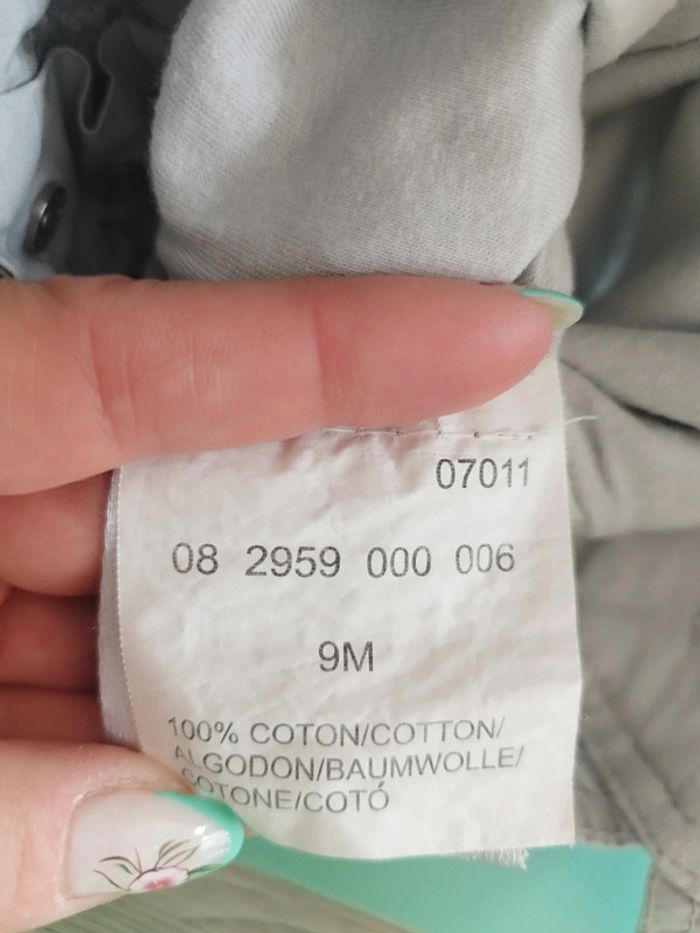 07011
08 2959 000 006
9M
100% COTON/COTTON/
ALGODON/BAUMWOLLE/
COTONE/COTÓ